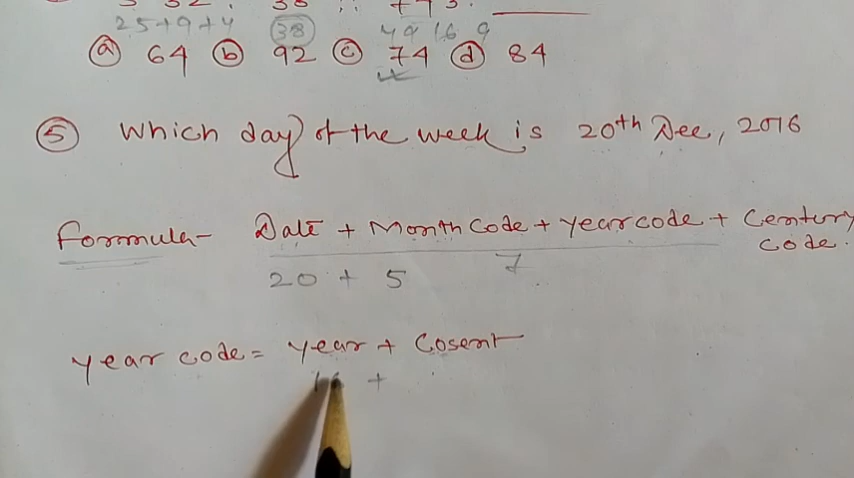 25+9+4 38 49 16 9
(a) 64 (b) 92 (c) 74 (d) 84
(5) Which day of the week is 20th Dec, 2016
Formula- Date + Month Code + year code + Century
code.
7
20 + 5
year code = year + Cosent
16 +